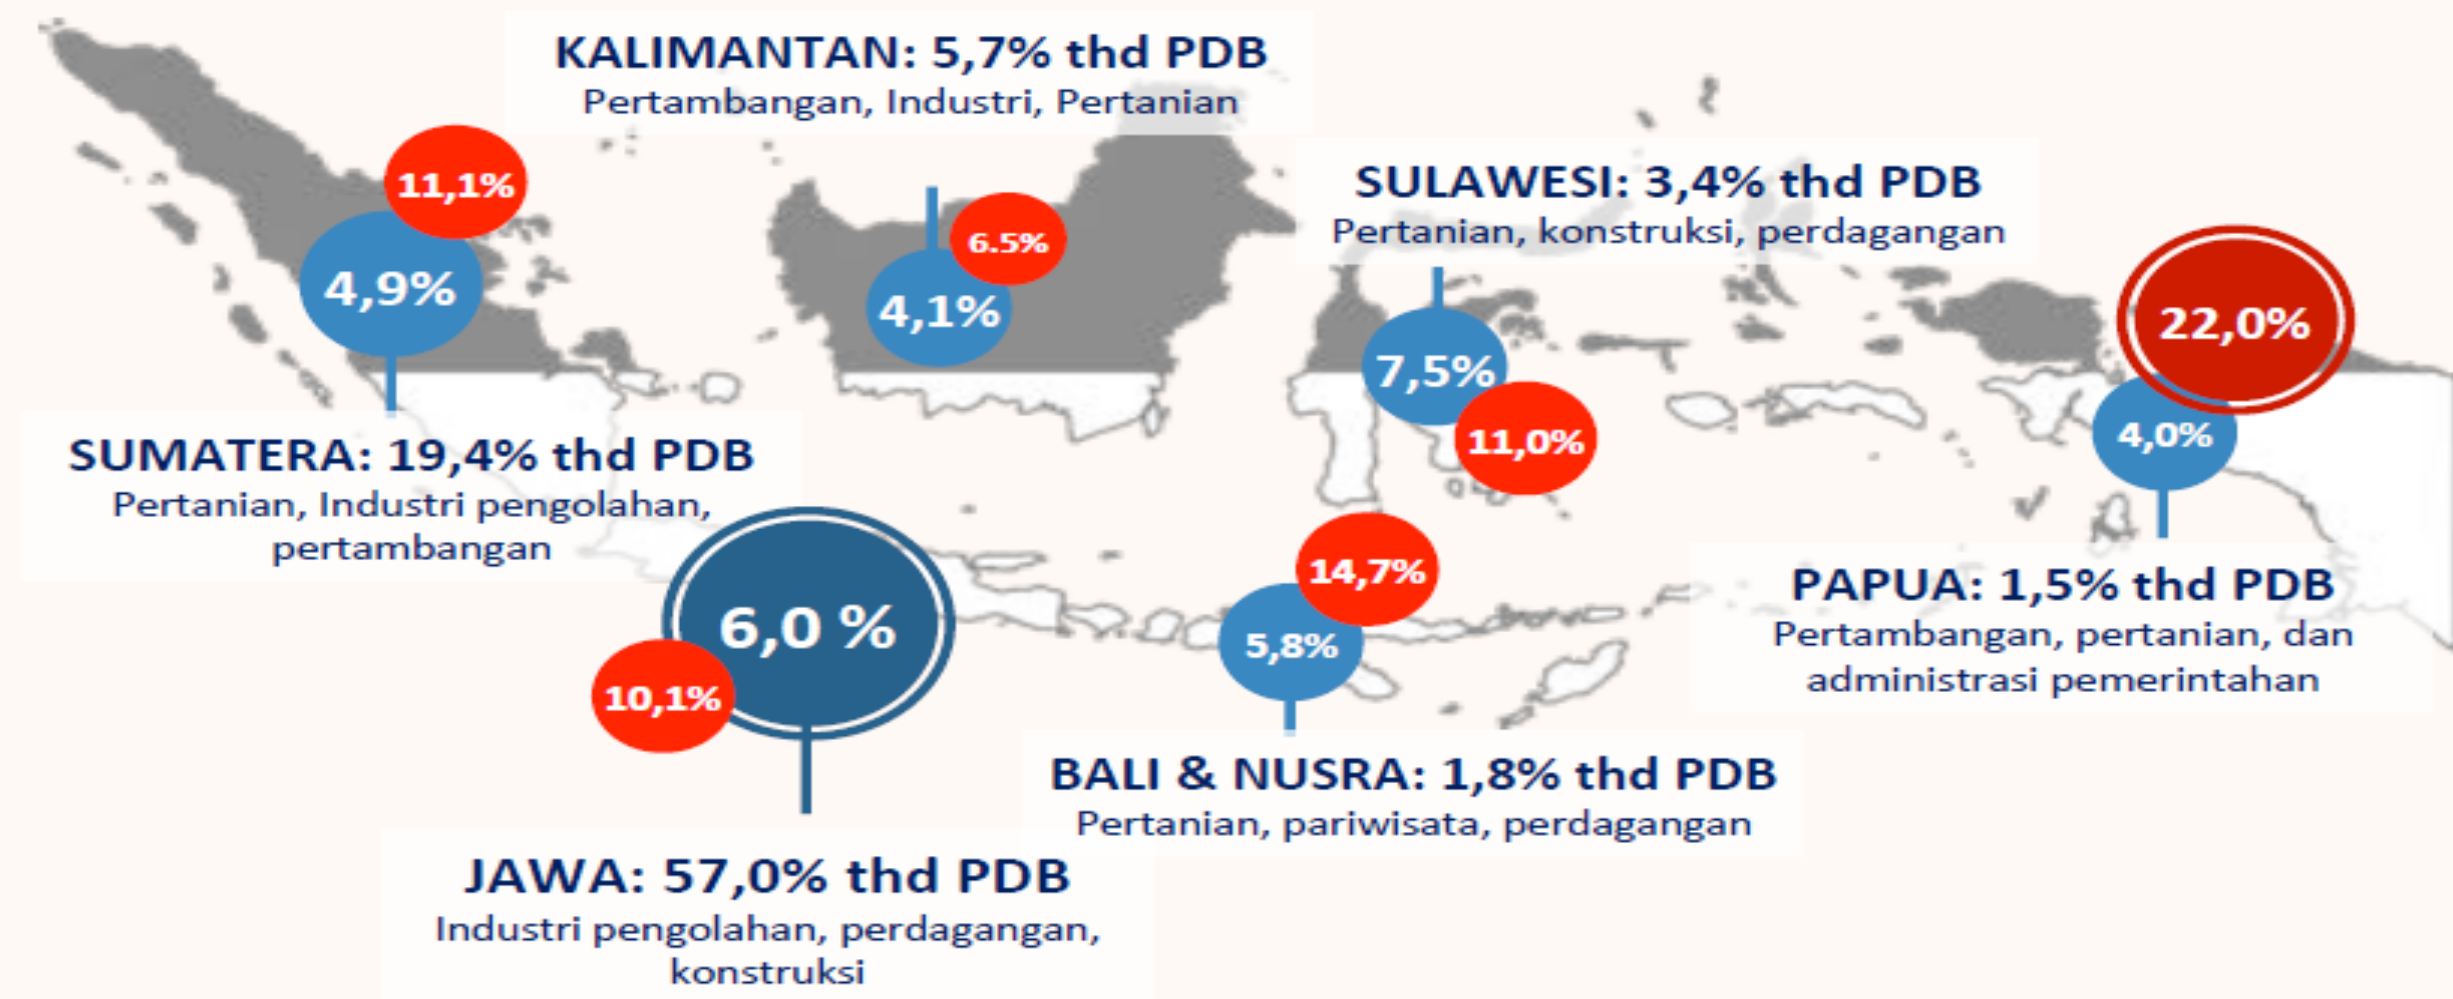 KALIMANTAN: 5,7% thd PDB
Pertambangan, Industri, Pertanian
11,1%
4,9%
6.5%
4,1%
SULAWESI: 3,4% thd PDB
Pertanian, konstruksi, perdagangan
7,5%
11,0%
22,0%
4,0%
SUMATERA: 19,4% thd PDB
Pertanian, Industri pengolahan,
pertambangan
6,0 %
10,1%
14,7%
5,8%
PAPUA: 1,5% thd PDB
Pertambangan, pertanian, dan
administrasi pemerintahan
BALI & NUSRA: 1,8% thd PDB
Pertanian, pariwisata, perdagangan
JAWA: 57,0% thd PDB
Industri pengolahan, perdagangan,
konstruksi